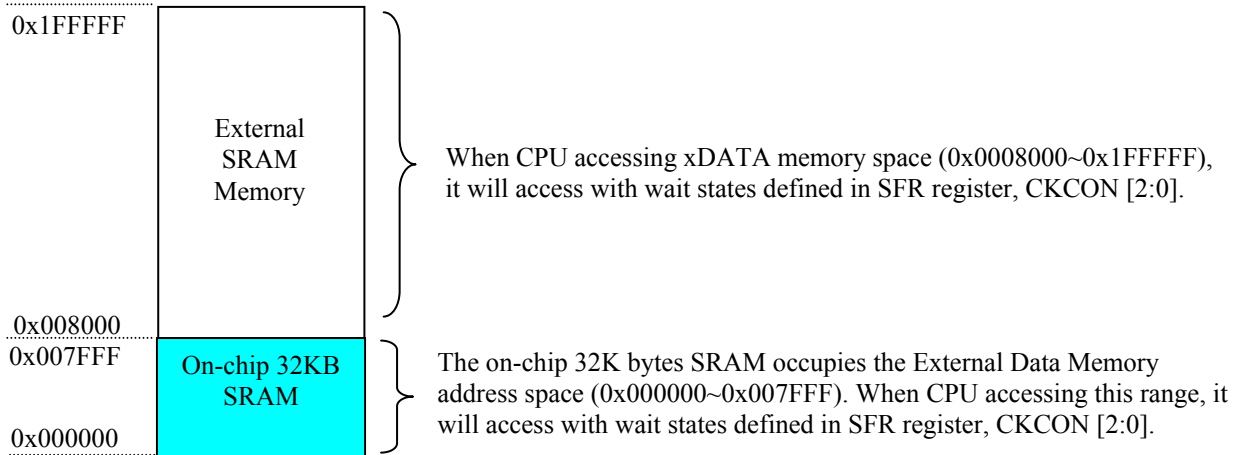 0x1FFFFF
External
SRAM
Memory
When CPU accessing xDATA memory space (0x0008000~0x1FFFFF),
it will access with wait states defined in SFR register, CKCON [2:0].
0x008000
0x007FFF
On-chip 32KB
SRAM
0x000000
The on-chip 32K bytes SRAM occupies the External Data Memory
address space (0x000000~0x007FFF). When CPU accessing this range, it
will access with wait states defined in SFR register, CKCON [2:0].